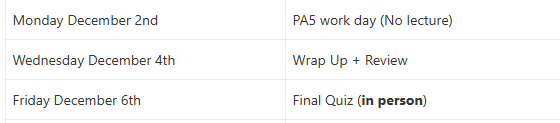 Monday December 2nd PA5 work day (No lecture)
Wednesday December 4th Wrap Up + Review
Friday December 6th Final Quiz (in person)